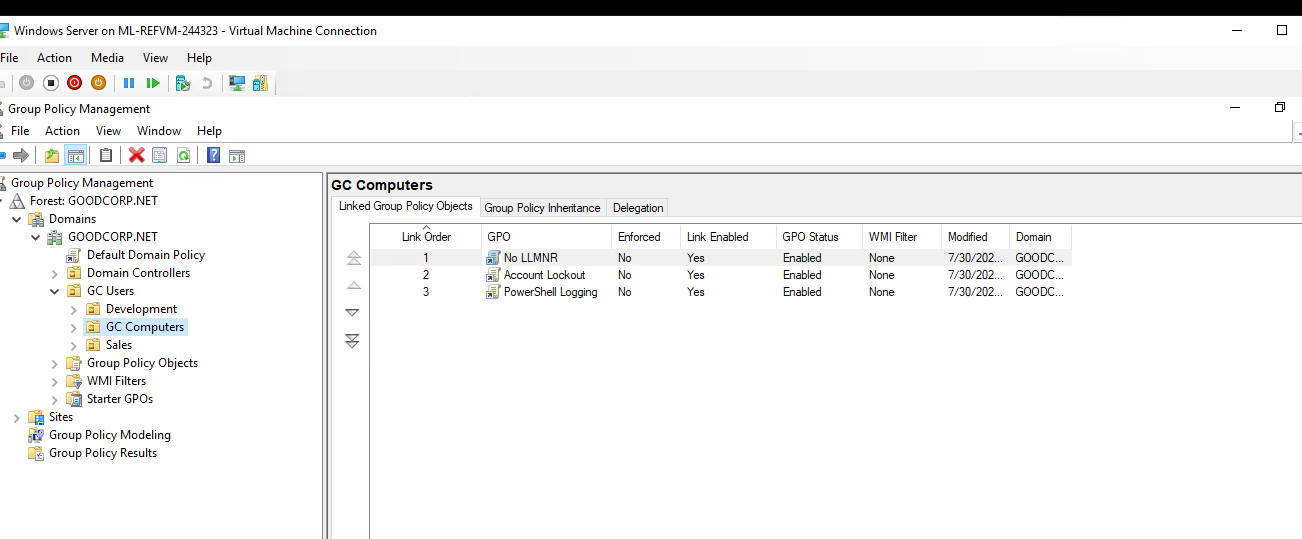 Windows Server on ML-REFVM-244323 - Virtual Machine Connection
File Action Media View Help
Group Policy Management
File Action View Window Help
Group Policy Management
Forest: GOODCORP.NET
Domains
GOODCORP.NET
Default Domain Policy
Domain Controllers
GC Users
Development
GC Computers
Sales
Group Policy Objects
WMI Filters
Starter GPOs
Sites
Group Policy Modeling
Group Policy Results
GC Computers
Linked Group Policy Objects Group Policy Inheritance Delegation
Link Order GPO Enforced Link Enabled GPO Status WMI Filter Modified Domain
1 No LLMNR No Yes Enabled None 7/30/202... GOODC...
2 Account Lockout No Yes Enabled None 7/30/202... GOODC...
3 PowerShell Logging No Yes Enabled None 7/30/202... GOODC...